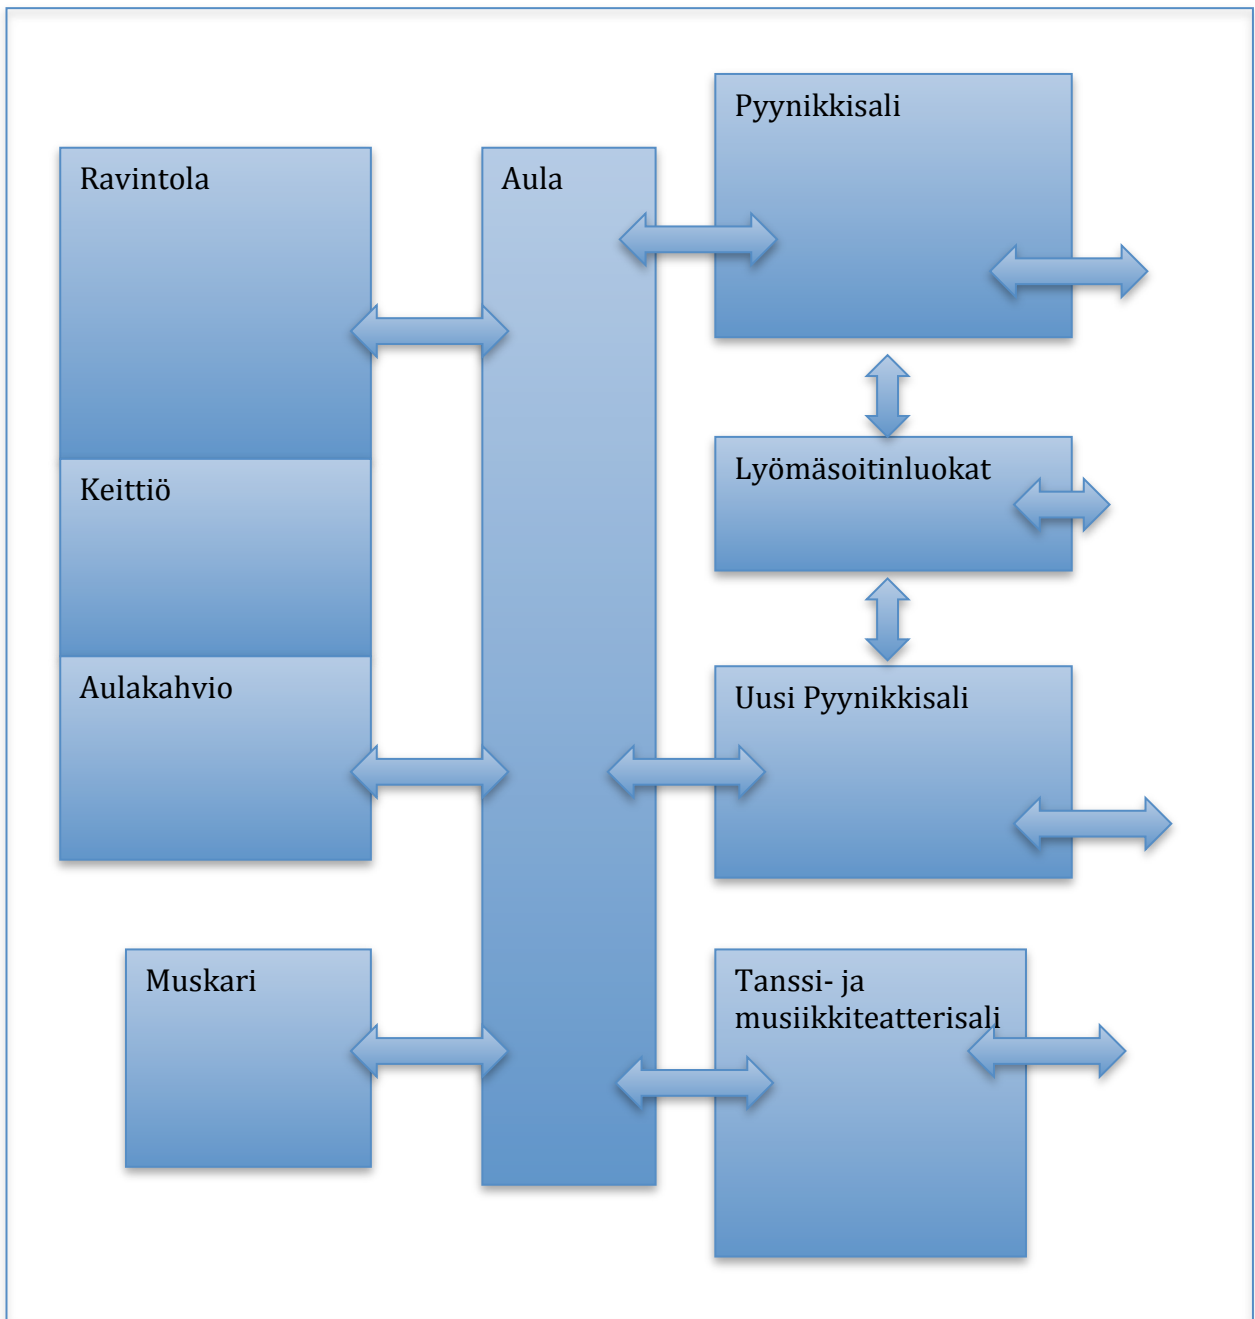 Ravintola
Keittiö
Aulakahvio
Muskari
Aula
Pyynikkisali
Lyömäsoitinluokat
Uusi Pyynikkisali
Tanssi- ja
musiikkiteatterisali